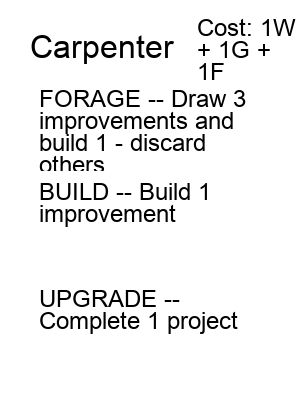 Carpenter
Cost: 1W
+ 1G +
1F
FORAGE -- Draw 3
improvements and
build 1 - discard
others
BUILD -- Build 1
improvement
UPGRADE --
Complete 1 project